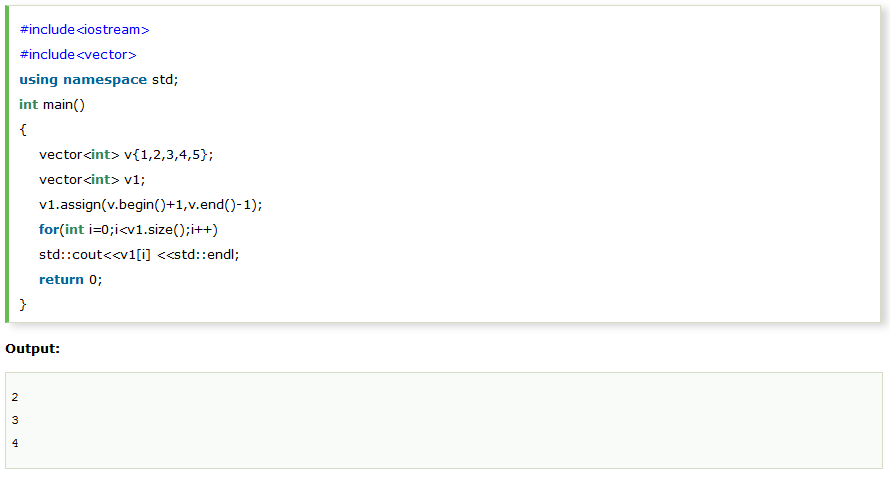 #include<iostream>
#include<vector>
using namespace std;
int main()
{
vector<int> v{1,2,3,4,5};
vector<int> v1;
v1.assign(v.begin()+1,v.end()-1);
for(int i=0;i<v1.size();i++)
std::cout<<v1[i] <<std::endl;
return 0;
}
Output:
2
3
4